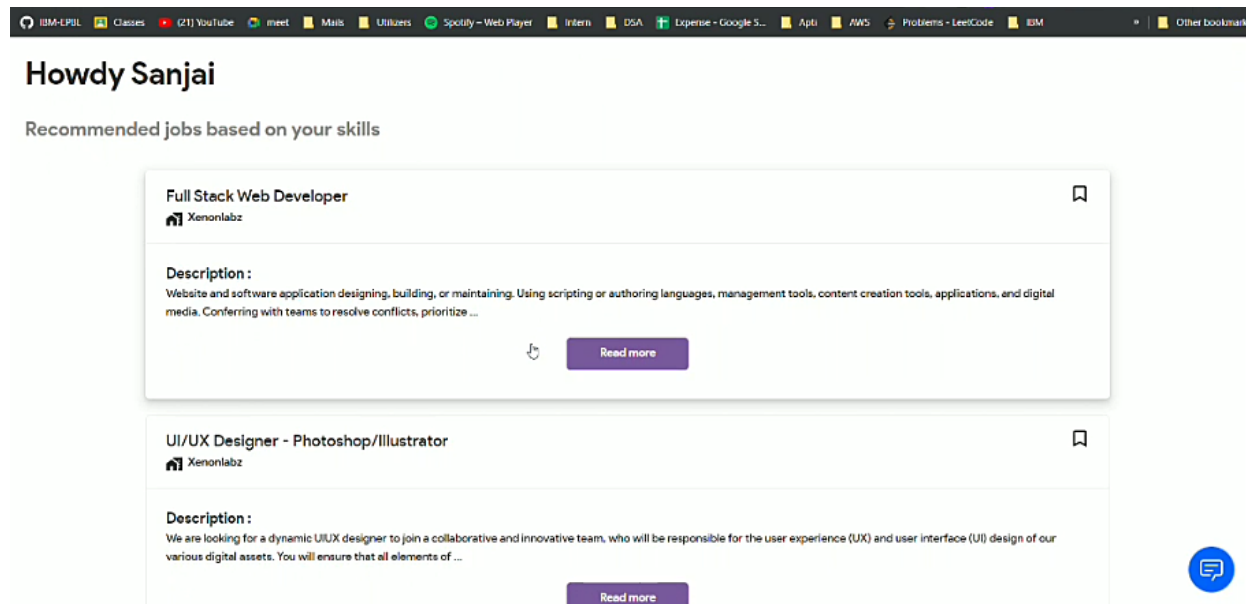 IBM-EPBL Classes (21) YouTube meet Mails Utilizers Spotify – Web Player Intern DSA Expense - Google S... Apti AWS Problems - LeetCode IBM » Other bookmark
Howdy Sanjai
Recommended jobs based on your skills
Full Stack Web Developer
Xenonlabz
Description :
Website and software application designing, building, or maintaining. Using scripting or authoring languages, management tools, content creation tools, applications, and digital
media. Conferring with teams to resolve conflicts, prioritize ...
Read more
UI/UX Designer - Photoshop/Illustrator
Xenonlabz
Description :
We are looking for a dynamic UIUX designer to join a collaborative and innovative team, who will be responsible for the user experience (UX) and user interface (UI) design of our
various digital assets. You will ensure that all elements of ...
Read more